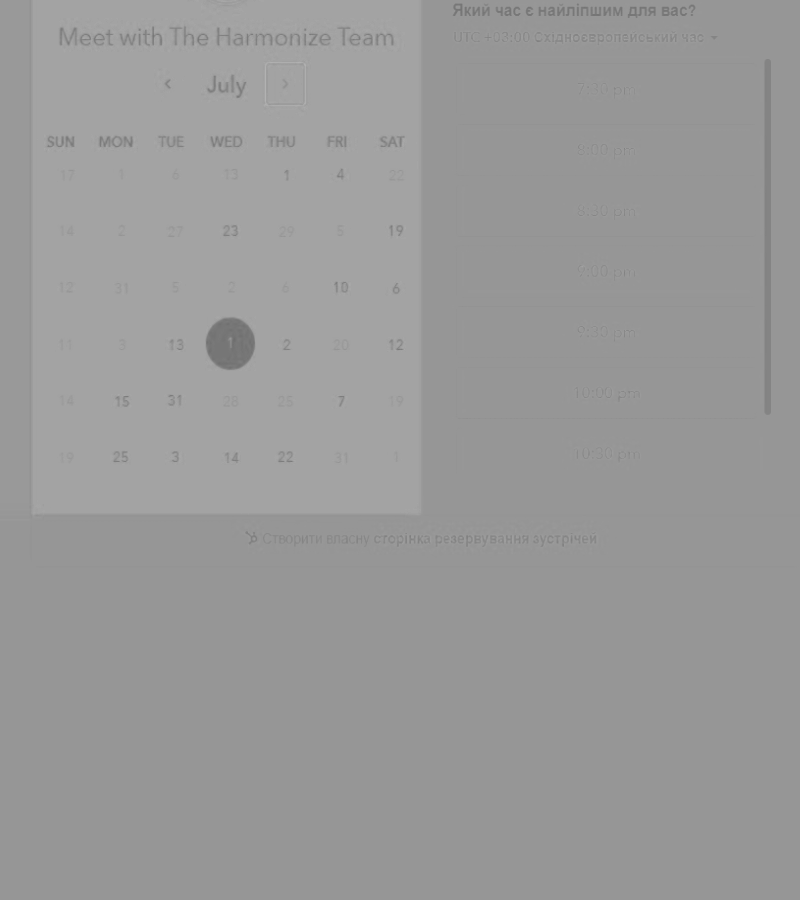 Meet with The Harmonize Team
July
SUN MON TUE WED THU FRI SAT
17 1 6 13 1 4 22
14 2 27 23 29 5 19
12 31 5 2 6 10 6
11 3 13 1 2 20 12
14 15 31 28 25 7 19
19 25 3 14 22 31 1
Який час є найліпшим для вас?
UTC +03:00 Східноєвропейський час
7:30 pm
8:00 pm
8:30 pm
9:00 pm
9:30 pm
10:00 pm
10:30 pm
Створити власну сторінка резервування зустрічей